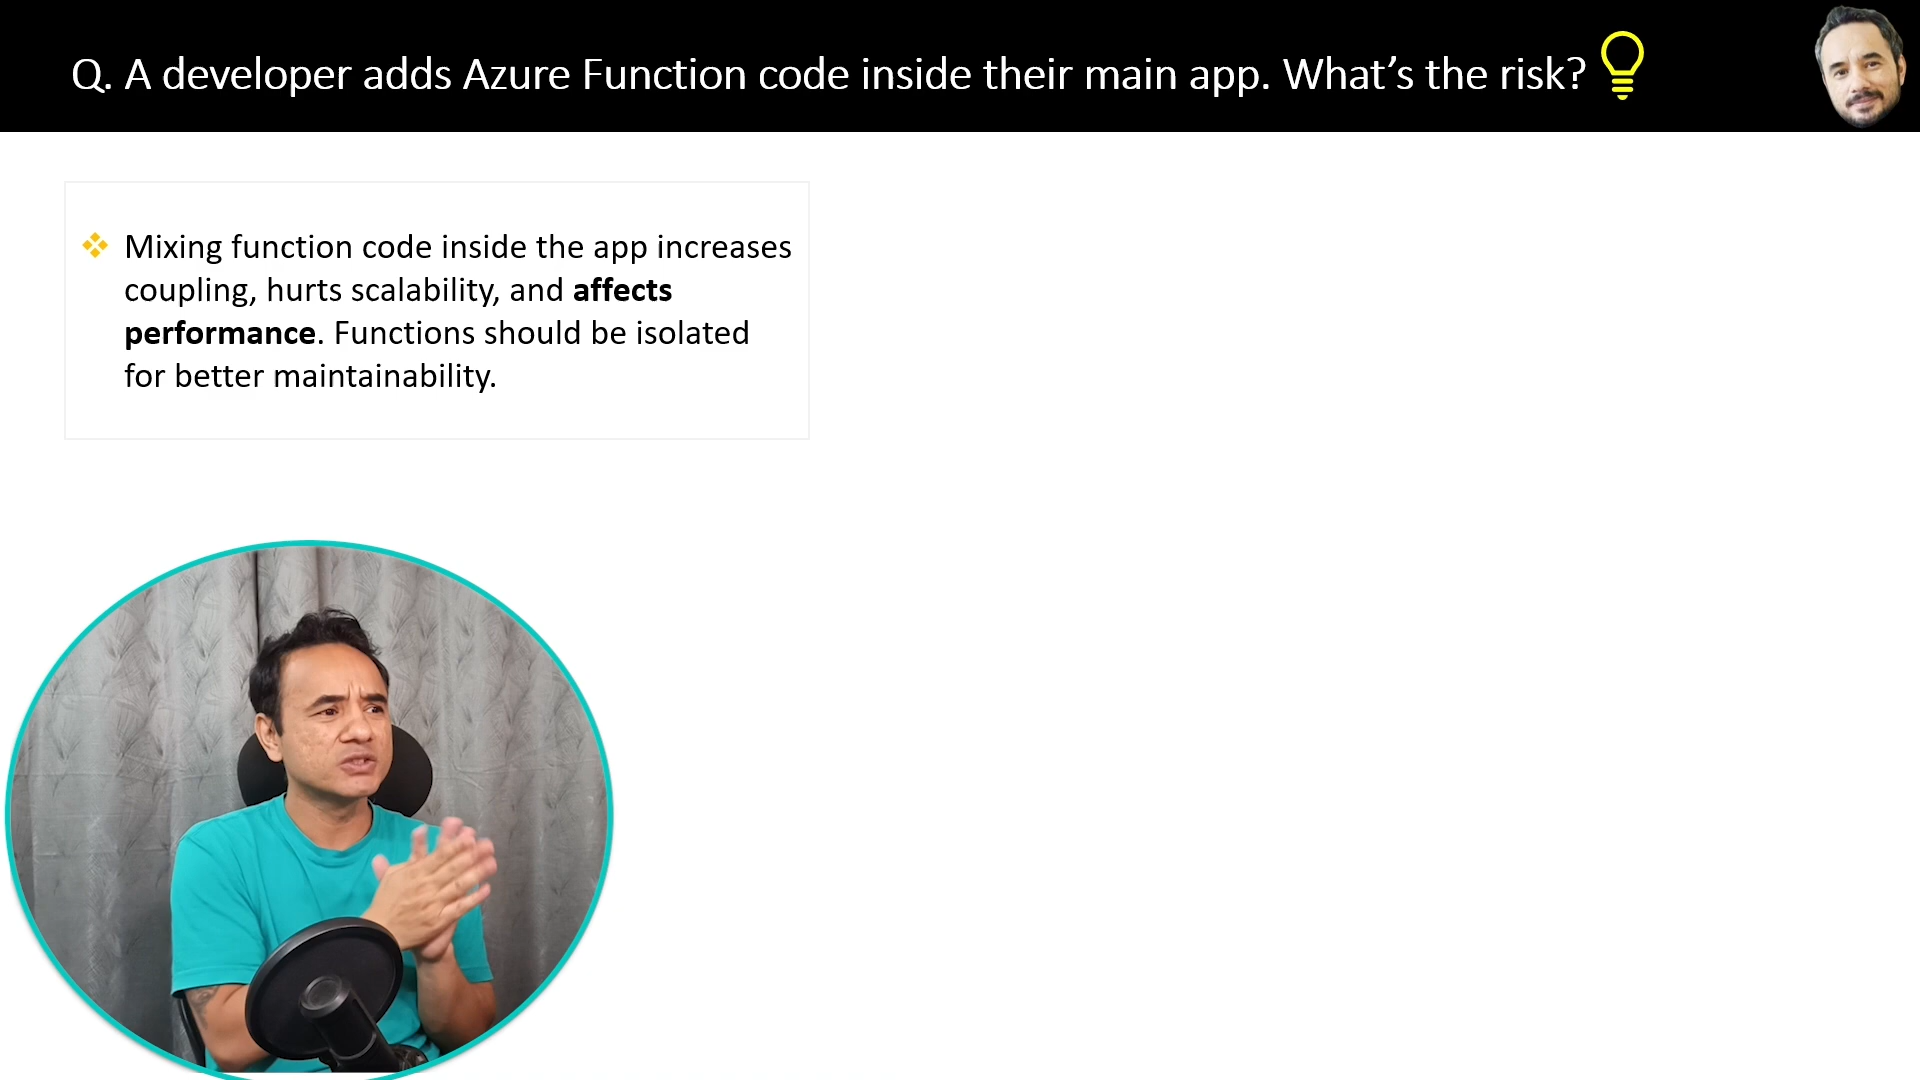 Q. A developer adds Azure Function code inside their main app. What’s the risk?
Mixing function code inside the app increases
coupling, hurts scalability, and affects
performance. Functions should be isolated
for better maintainability.